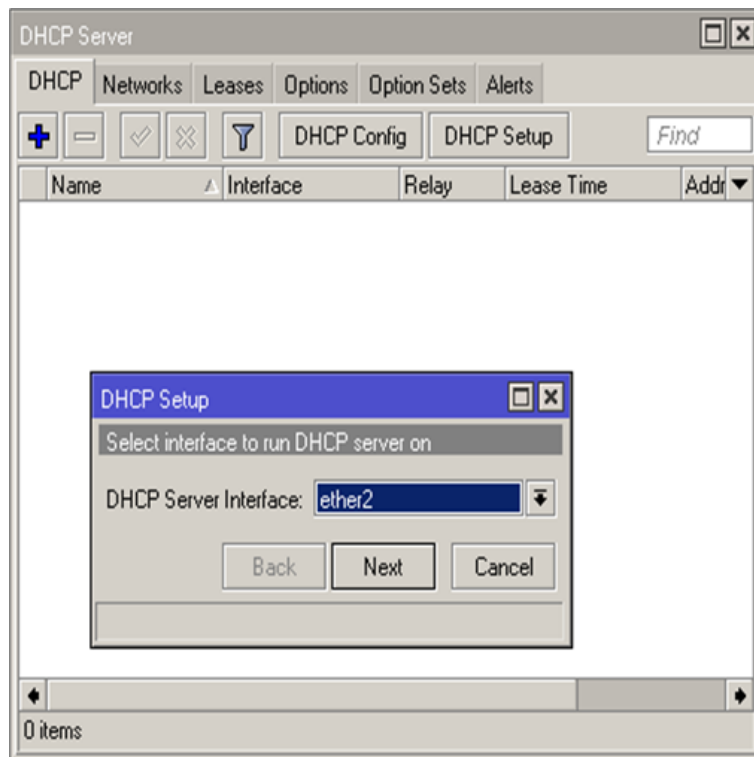 DHCP Server
DHCP Networks Leases Options Option Sets Alerts
DHCP Config DHCP Setup Find
Name Interface Relay Lease Time Addr
DHCP Setup
Select interface to run DHCP server on
DHCP Server Interface: ether2
Back Next Cancel
0 items